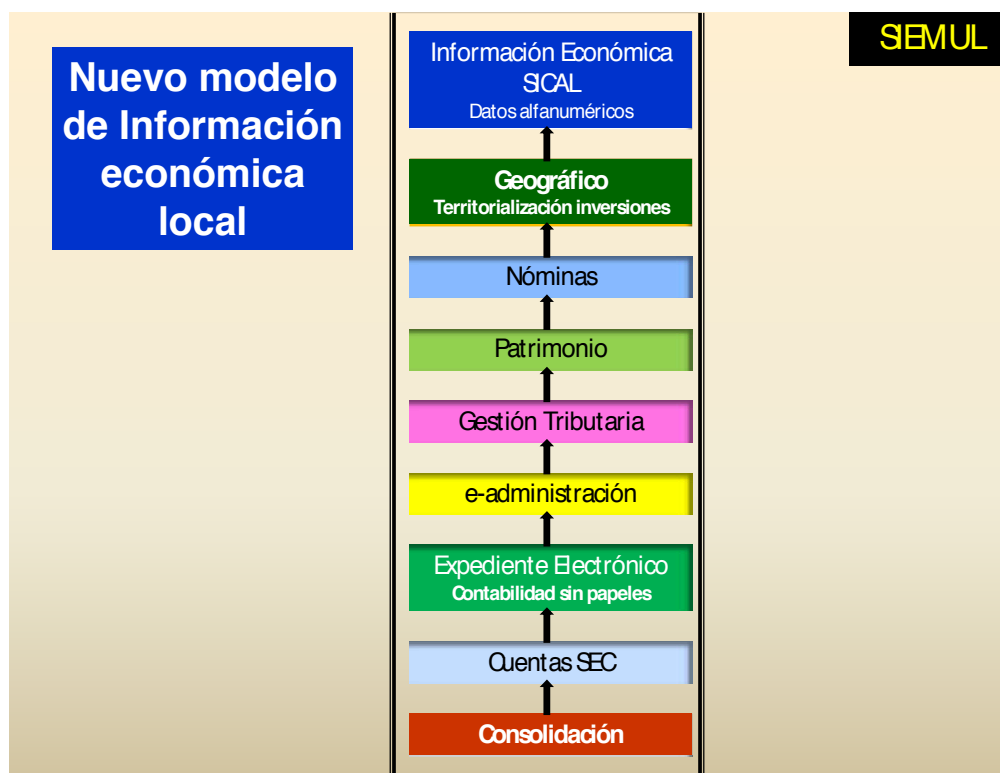 SIEMUL
Nuevo modelo
de Información
económica
local
Información Económica
SICAL
Datos alfanuméricos
Geográfico
Territorialización inversiones
Nóminas
Patrimonio
Gestión Tributaria
e-administración
Expediente Electrónico
Contabilidad sin papeles
Cuentas SEC
Consolidación